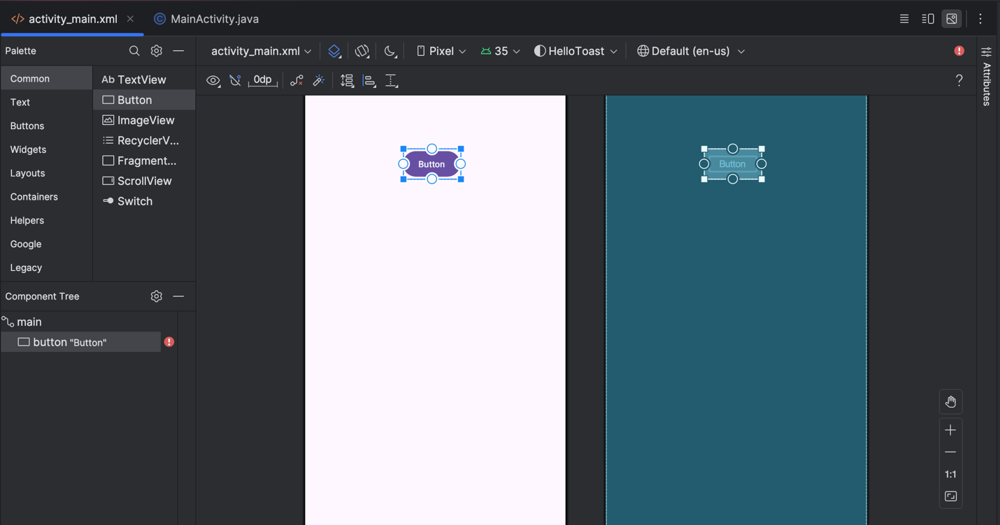 activity_main.xml
MainActivity.java
Palette
activity_main.xml
Pixel
35
HelloToast
Default (en-us)
Common
Text
Buttons
Widgets
Layouts
Containers
Helpers
Google
Legacy
Ab TextView
Button
ImageView
RecyclerV...
Fragment...
ScrollView
Switch
0dp
?
Attributes
Button
Button
Component Tree
main
button "Button"
1:1